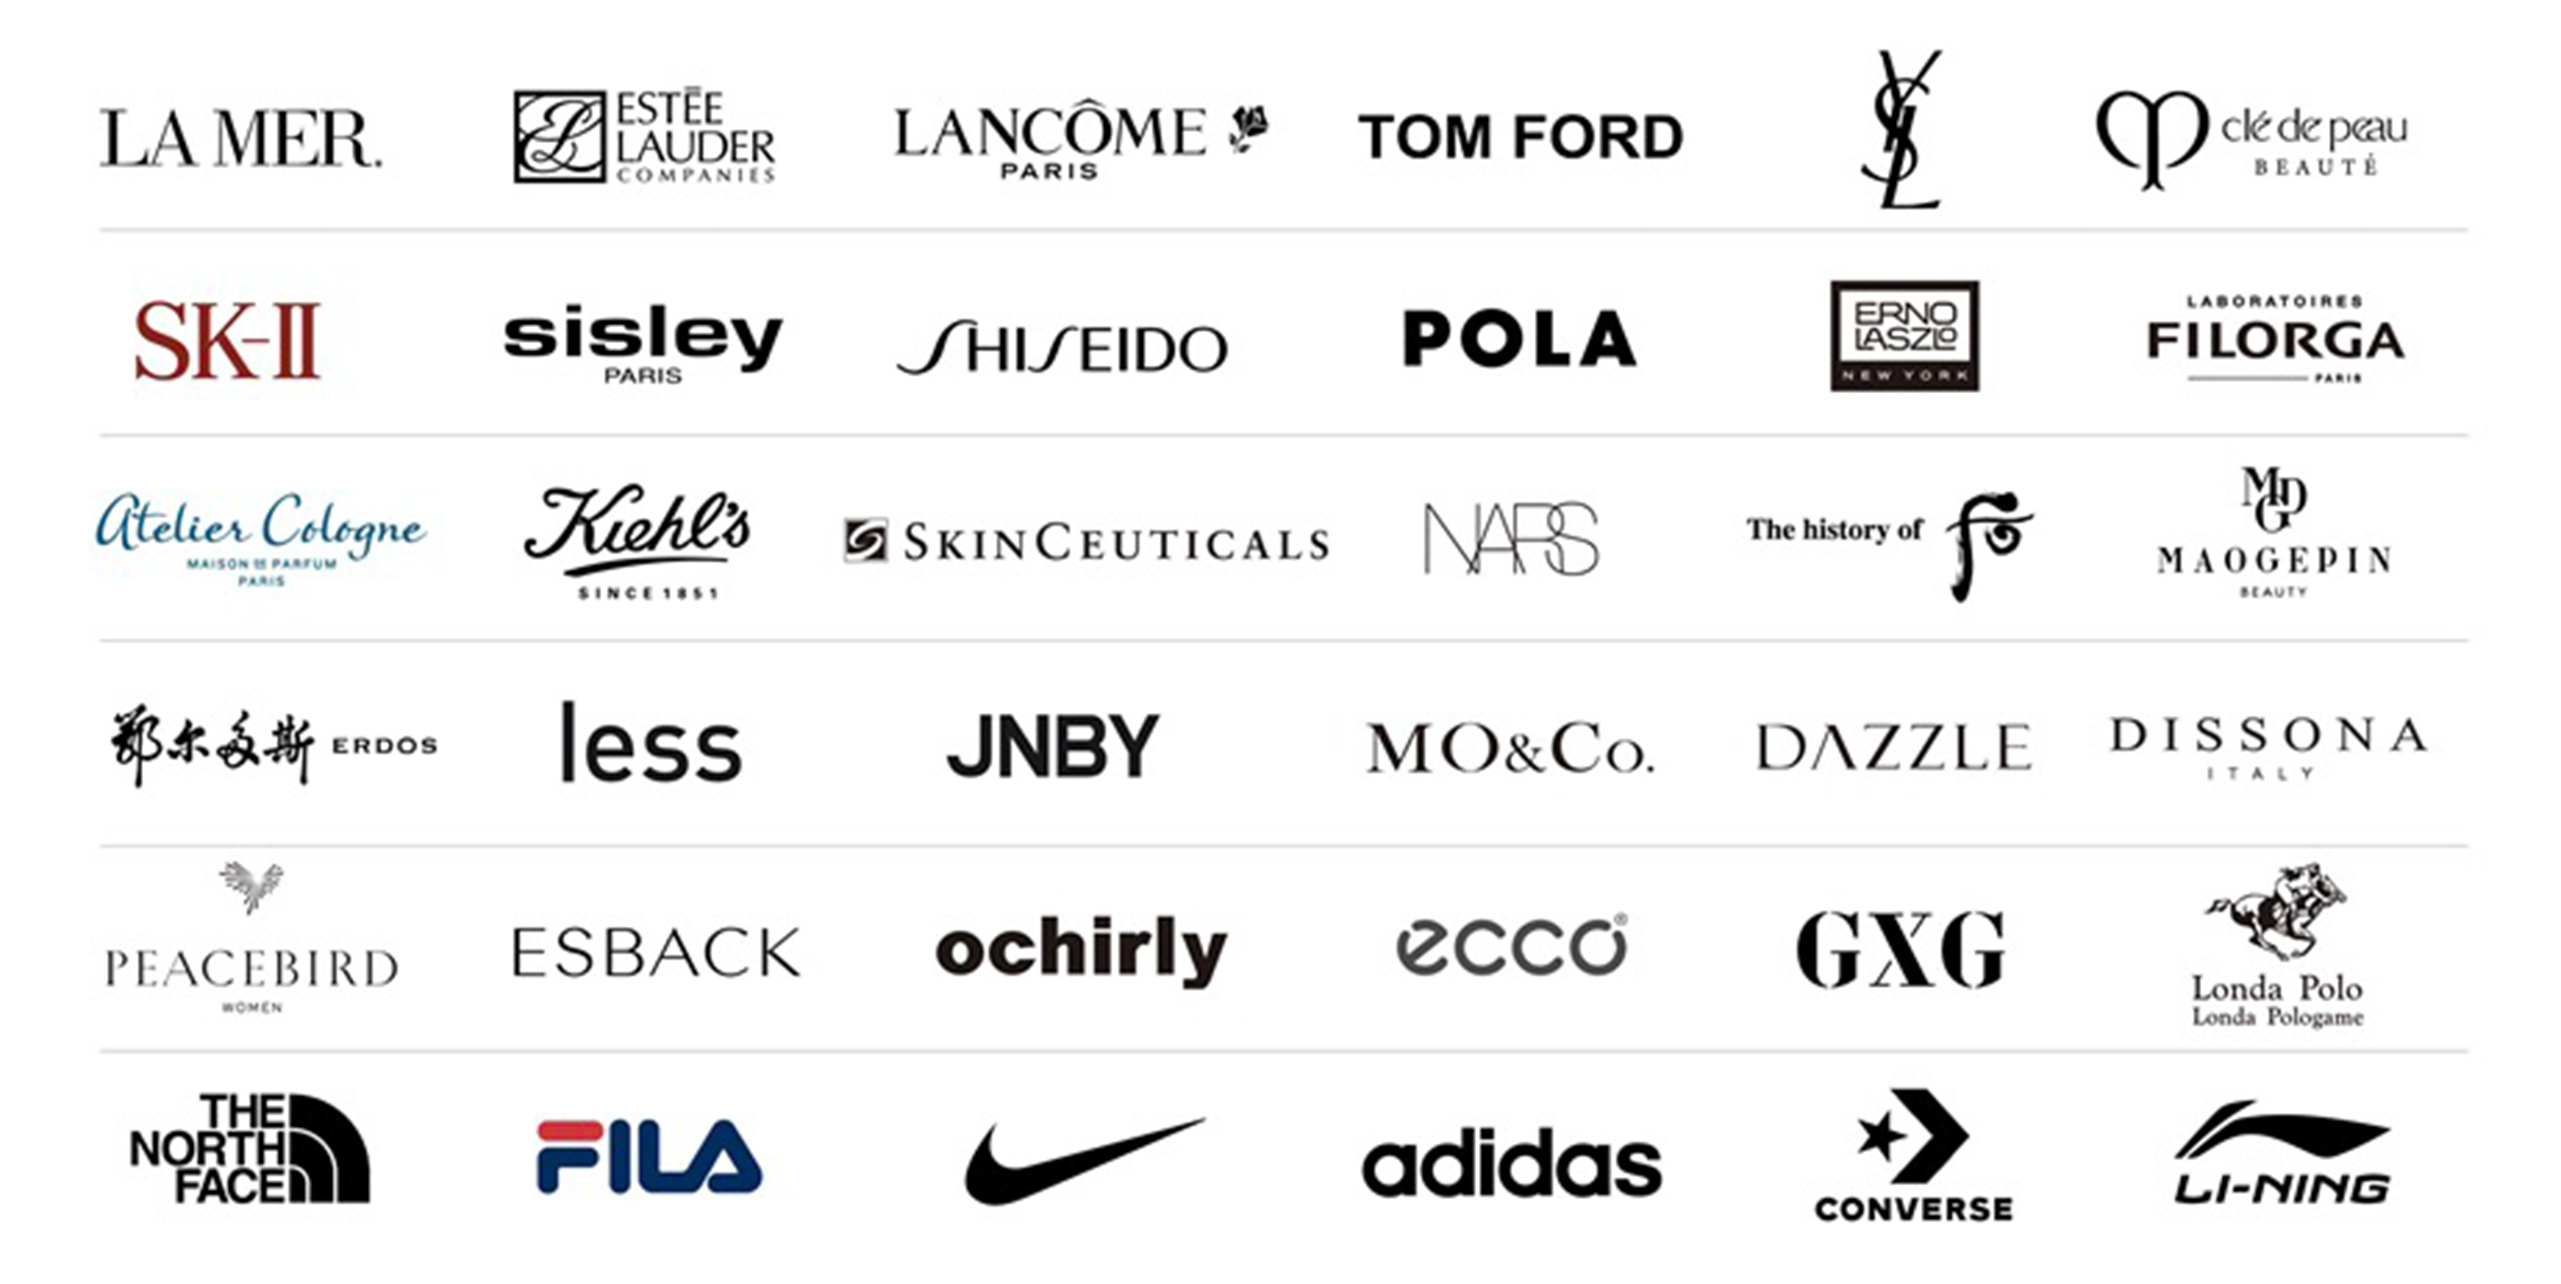 LA MER.
ESTĒE
LAUDER
COMPANIES
LANCÔME
PARIS
TOM FORD
YSL
clé de peau
BEAUTÉ
SK-II
sisley
PARIS
SHISEIDO
POLA
ERNO
LASZLO
NEW YORK
LABORATOIRES
FILORGA
PARIS
Atelier Cologne
MAISON DE PARFUM
PARIS
Kiehl's
SINCE 1851
SKINCEUTICALS
NARS
The history of
MGD
MAOGEPIN
BEAUTY
鄂尔多斯 ERDOS
less
JNBY
MO&Co.
DAZZLE
DISSONA
ITALY
PEACEBIRD
WOMEN
ESBACK
ochirly
ecco®
GXG
Londa Polo
Londa Pologame
THE
NORTH
FACE
FILA
adidas
CONVERSE
LI-NING